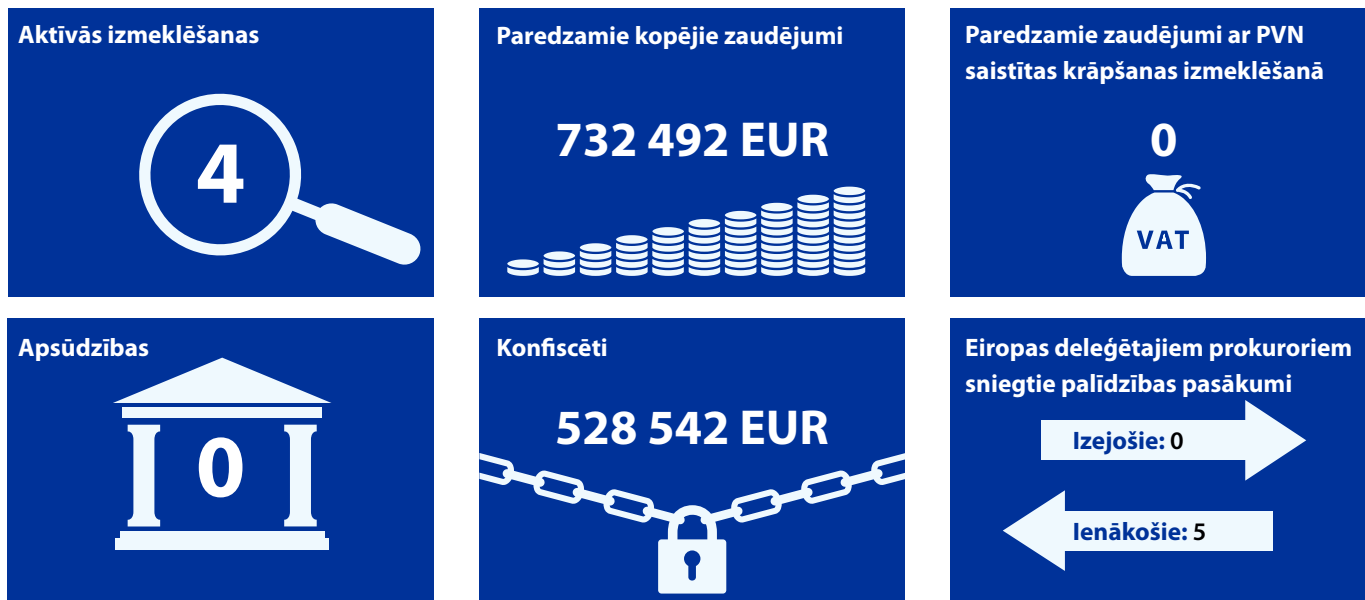 Aktīvās izmeklēšanas
4
Paredzamie kopējie zaudējumi
732 492 EUR
Paredzamie zaudējumi ar PVN
saistītas krāpšanas izmeklēšanā
0
VAT
Apsūdzības
0
Konfiscēti
528 542 EUR
Eiropas deleģētajiem prokuroriem
sniegtie palīdzības pasākumi
Izejošie: 0
Ienākošie: 5